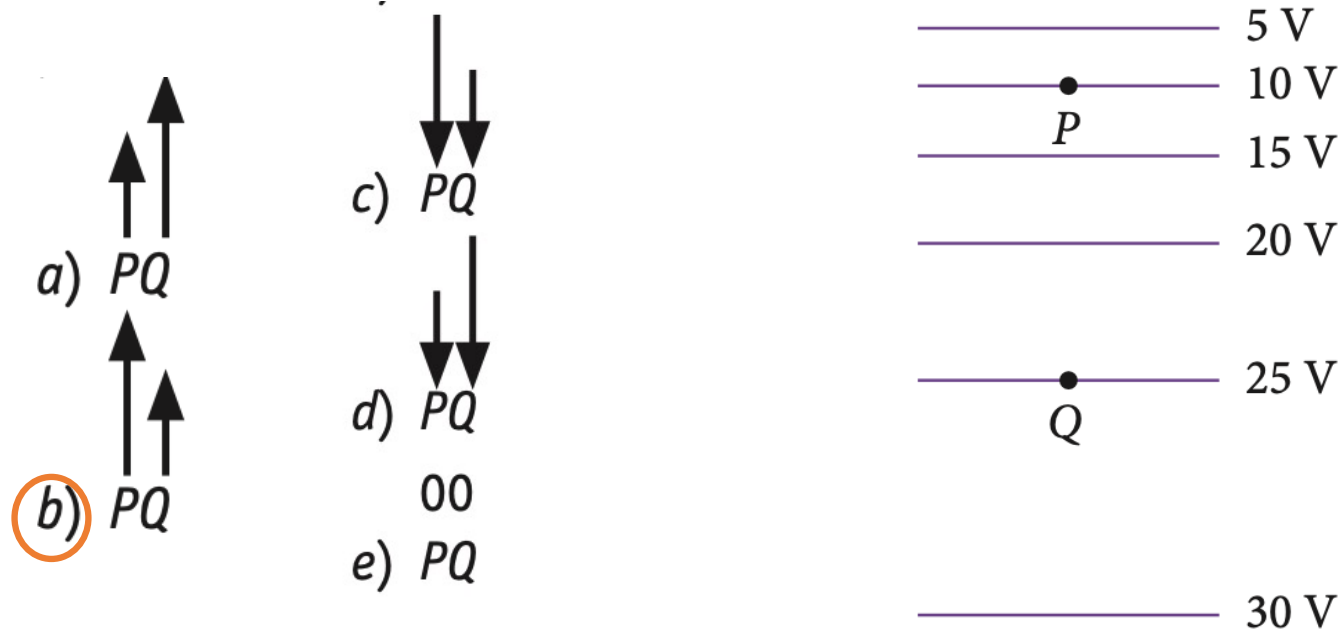 a) PQ
b) PQ
c) PQ
d) PQ
00
e) PQ
5 V
10 V
P
15 V
20 V
25 V
Q
30 V